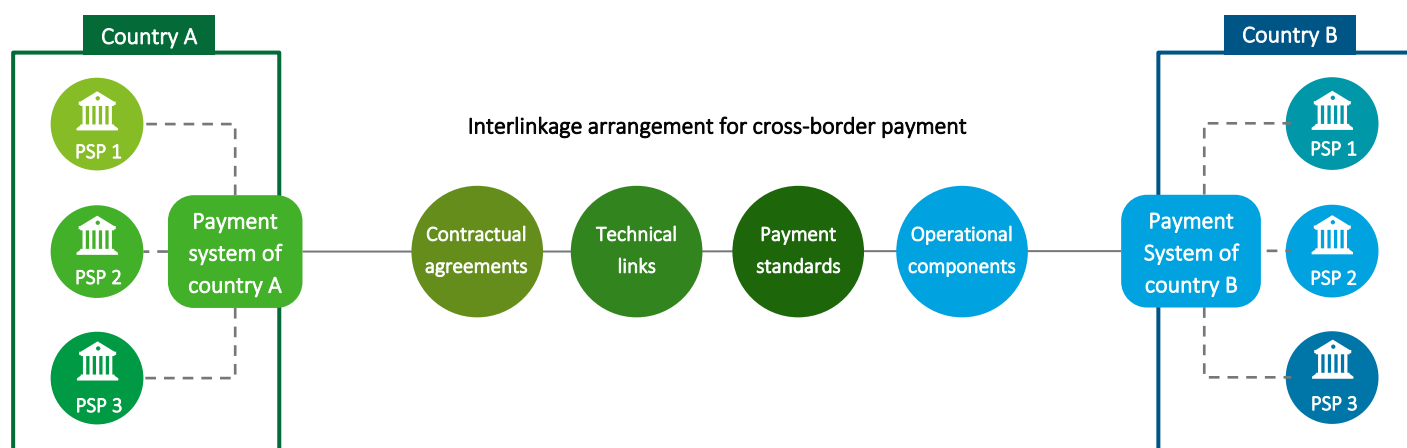 Country A
PSP 1
PSP 2
PSP 3
Payment
system of
country A
Interlinkage arrangement for cross-border payment
Contractual
agreements
Technical
links
Payment
standards
Operational
components
Country B
Payment
System of
country B
PSP 1
PSP 2
PSP 3